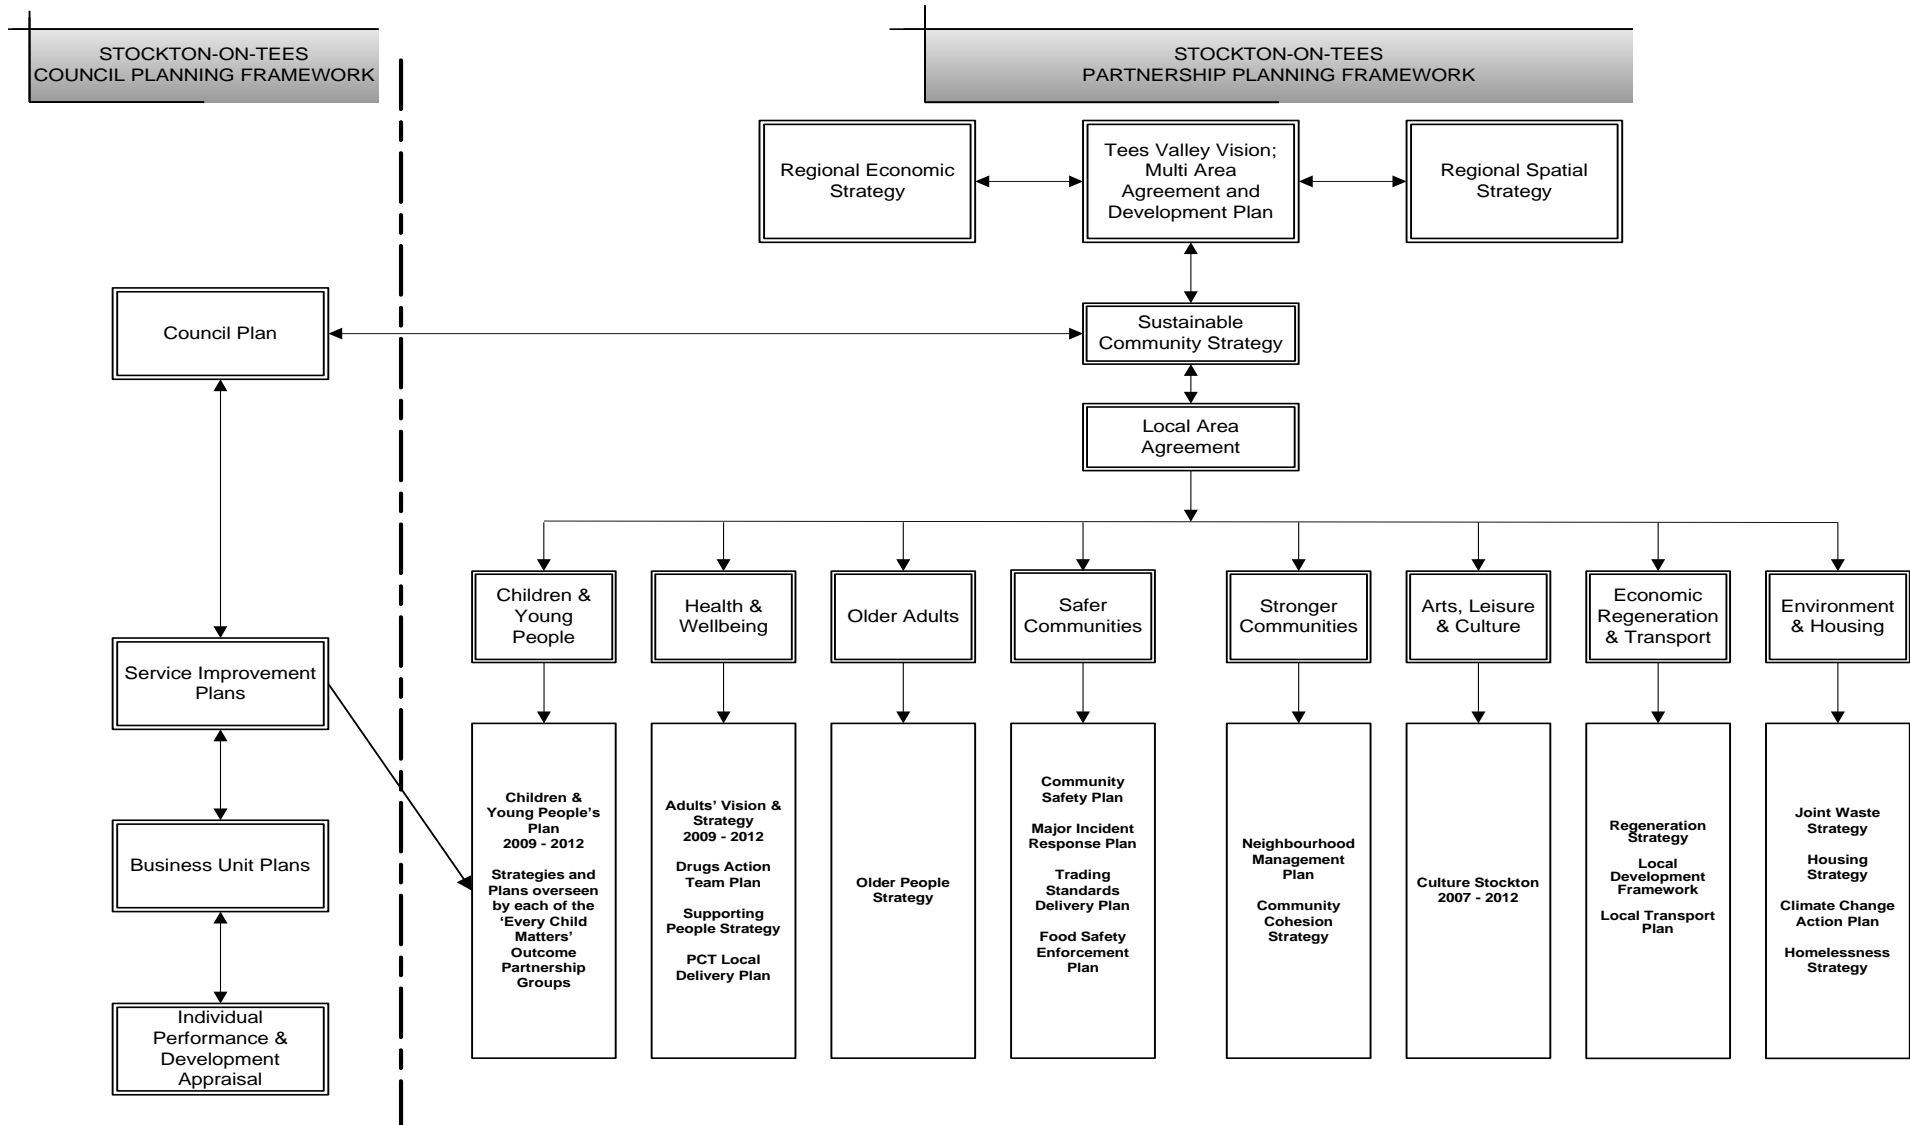 STOCKTON-ON-TEES
COUNCIL PLANNING FRAMEWORK
STOCKTON-ON-TEES
PARTNERSHIP PLANNING FRAMEWORK
Regional Economic
Strategy
Tees Valley Vision;
Multi Area
Agreement and
Development Plan
Regional Spatial
Strategy
Council Plan
Sustainable
Community Strategy
Local Area
Agreement
Service Improvement
Plans
Business Unit Plans
Individual
Performance &
Development
Appraisal
Children &
Young
People
Health &
Wellbeing
Older Adults
Safer
Communities
Stronger
Communities
Arts, Leisure
& Culture
Economic
Regeneration
& Transport
Environment
& Housing
Children &
Young People's
Plan
2009 - 2012
Strategies and
Plans overseen
by each of the
‘Every Child
Matters’
Outcome
Partnership
Groups
Adults’ Vision &
Strategy
2009 - 2012
Drugs Action
Team Plan
Supporting
People Strategy
PCT Local
Delivery Plan
Older People
Strategy
Community
Safety Plan
Major Incident
Response Plan
Trading
Standards
Delivery Plan
Food Safety
Enforcement
Plan
Neighbourhood
Management
Plan
Community
Cohesion
Strategy
Culture Stockton
2007 - 2012
Regeneration
Strategy
Local
Development
Framework
Local Transport
Plan
Joint Waste
Strategy
Housing
Strategy
Climate Change
Action Plan
Homelessness
Strategy